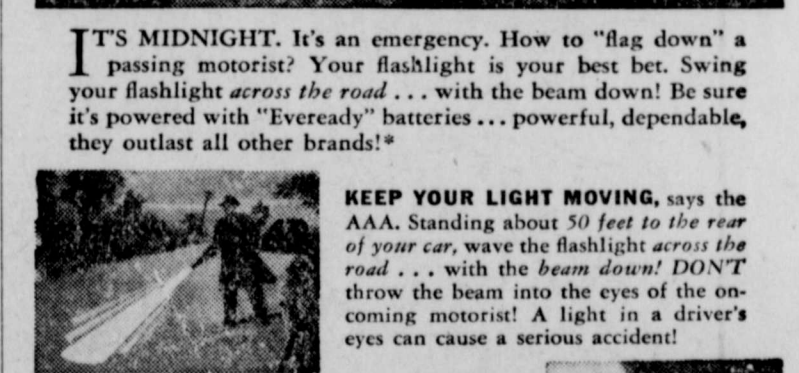 IT'S MIDNIGHT. It's an emergency. How to "flag down" a
passing motorist? Your flashlight is your best bet. Swing
your flashlight across the road . . . with the beam down! Be sure
it's powered with "Eveready" batteries . . . powerful, dependable,
they outlast all other brands!*
KEEP YOUR LIGHT MOVING, says the
AAA. Standing about 50 feet to the rear
of your car, wave the flashlight across the
road . . . with the beam down! DON'T
throw the beam into the eyes of the on-
coming motorist! A light in a driver's
eyes can cause a serious accident!